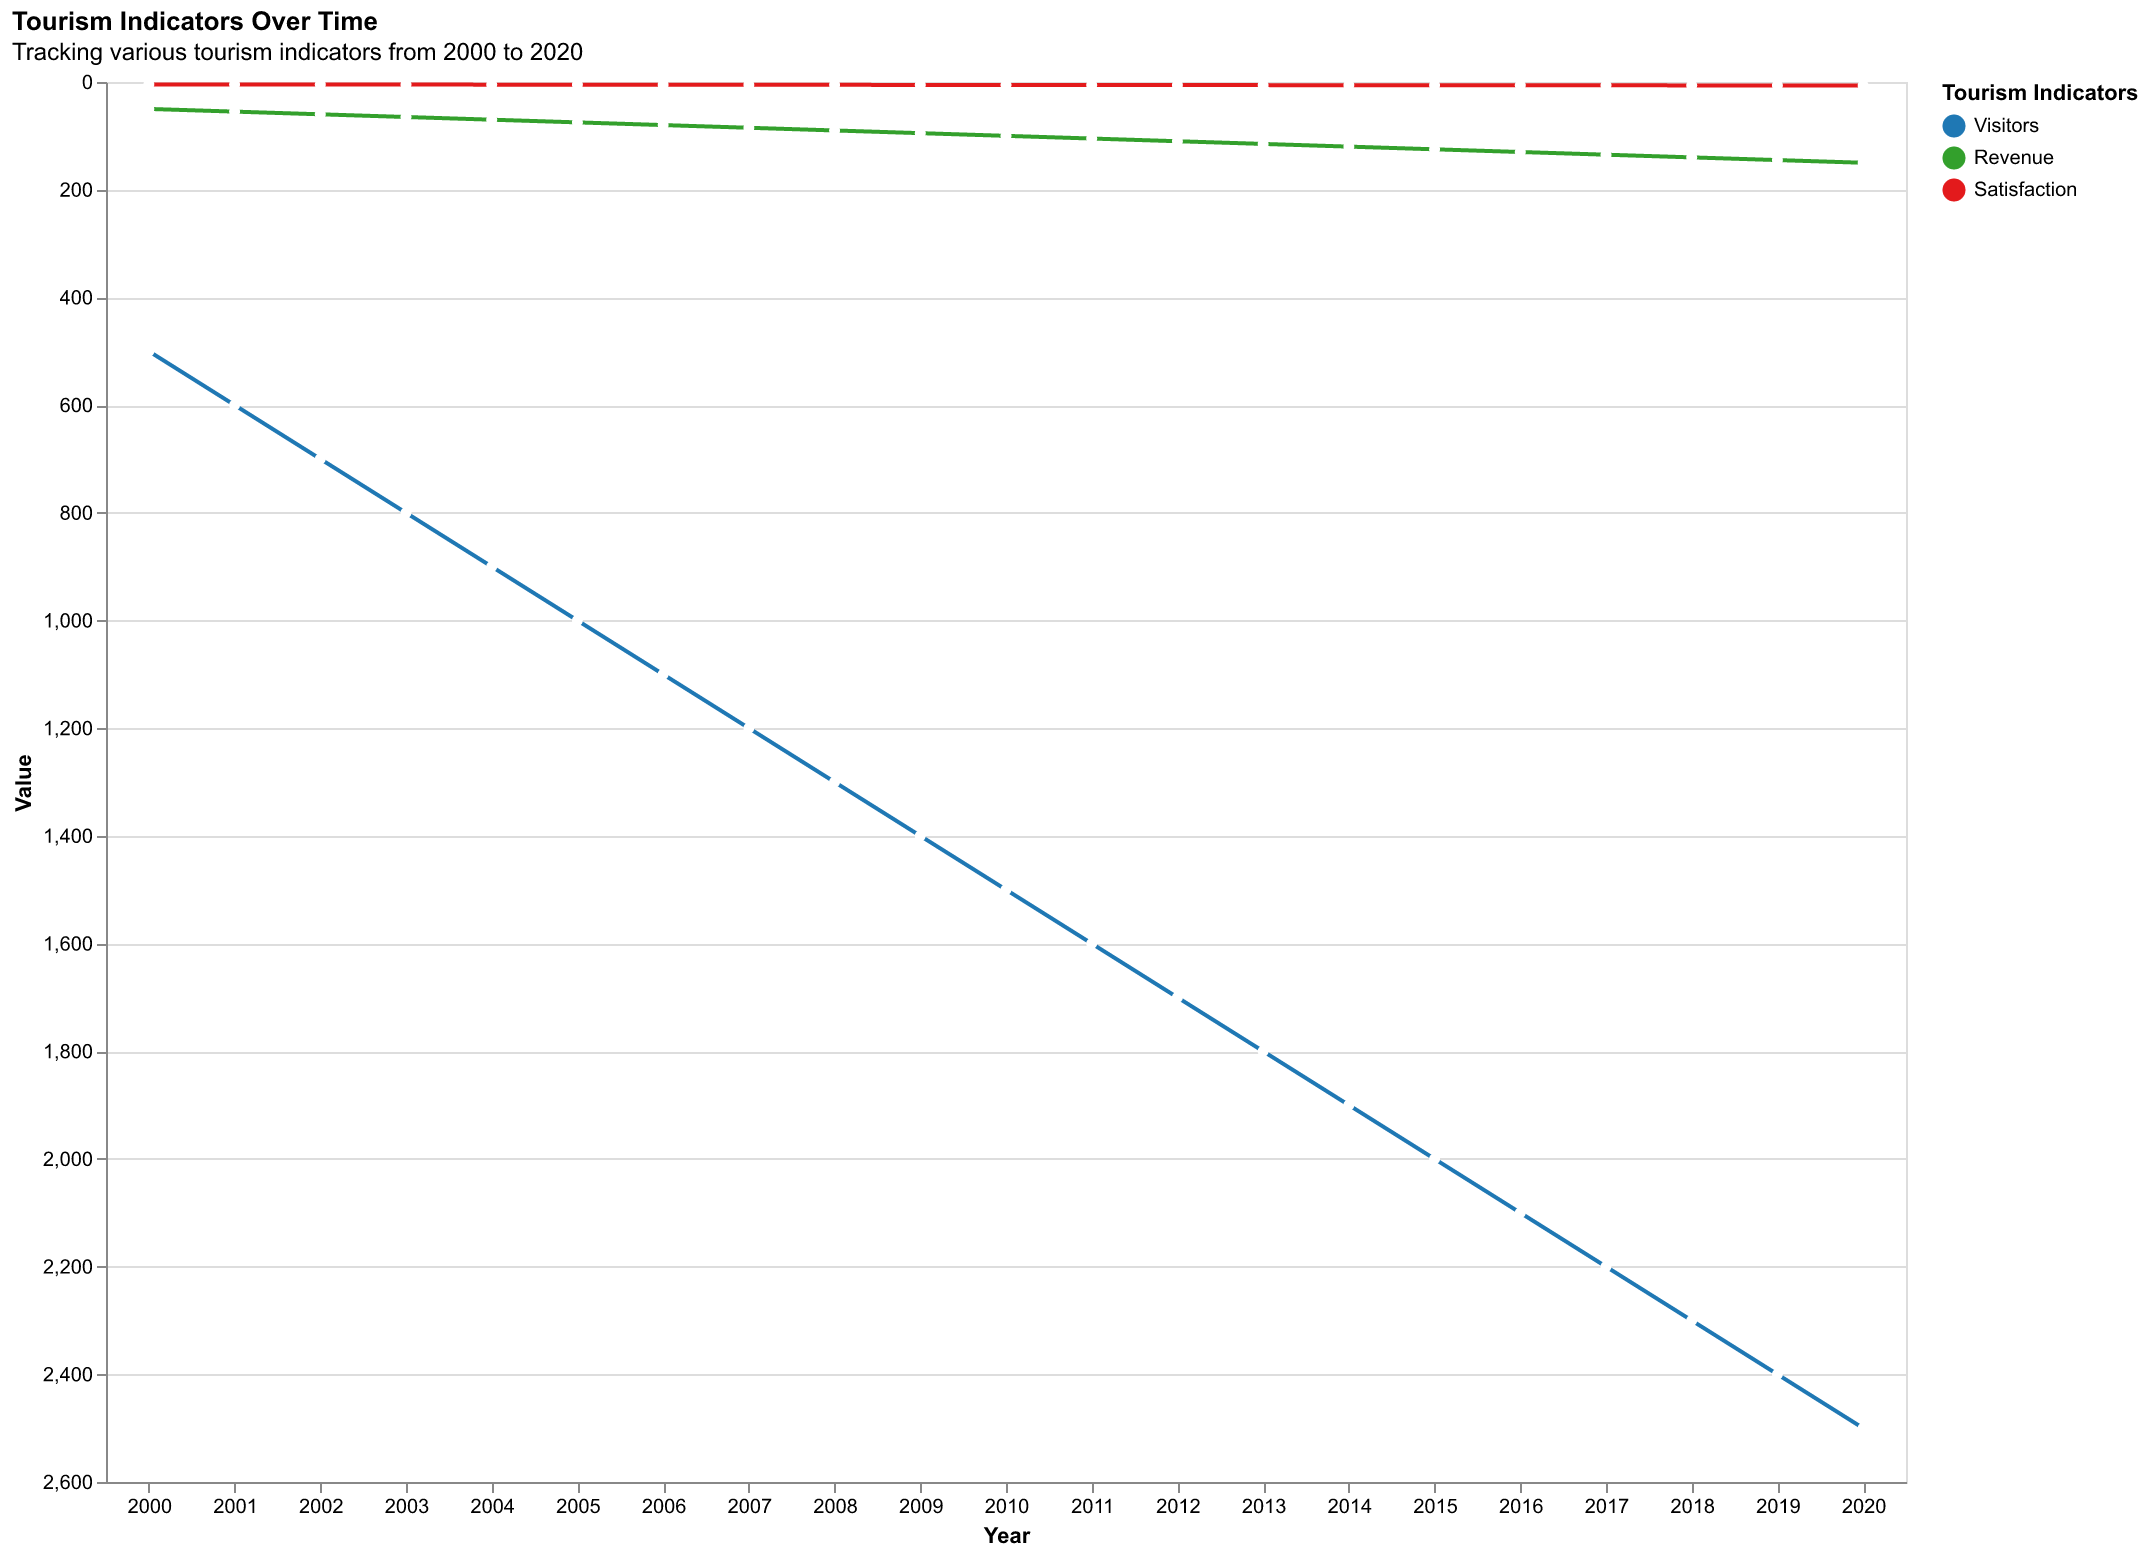 Tourism Indicators Over Time
Tracking various tourism indicators from 2000 to 2020
Tourism Indicators
Visitors
Revenue
Satisfaction
0
200
400
600
800
1,000
1,200
1,400
1,600
1,800
2,000
2,200
2,400
2,600
Value
2000 2001 2002 2003 2004 2005 2006 2007 2008 2009 2010 2011 2012 2013 2014 2015 2016 2017 2018 2019 2020
Year